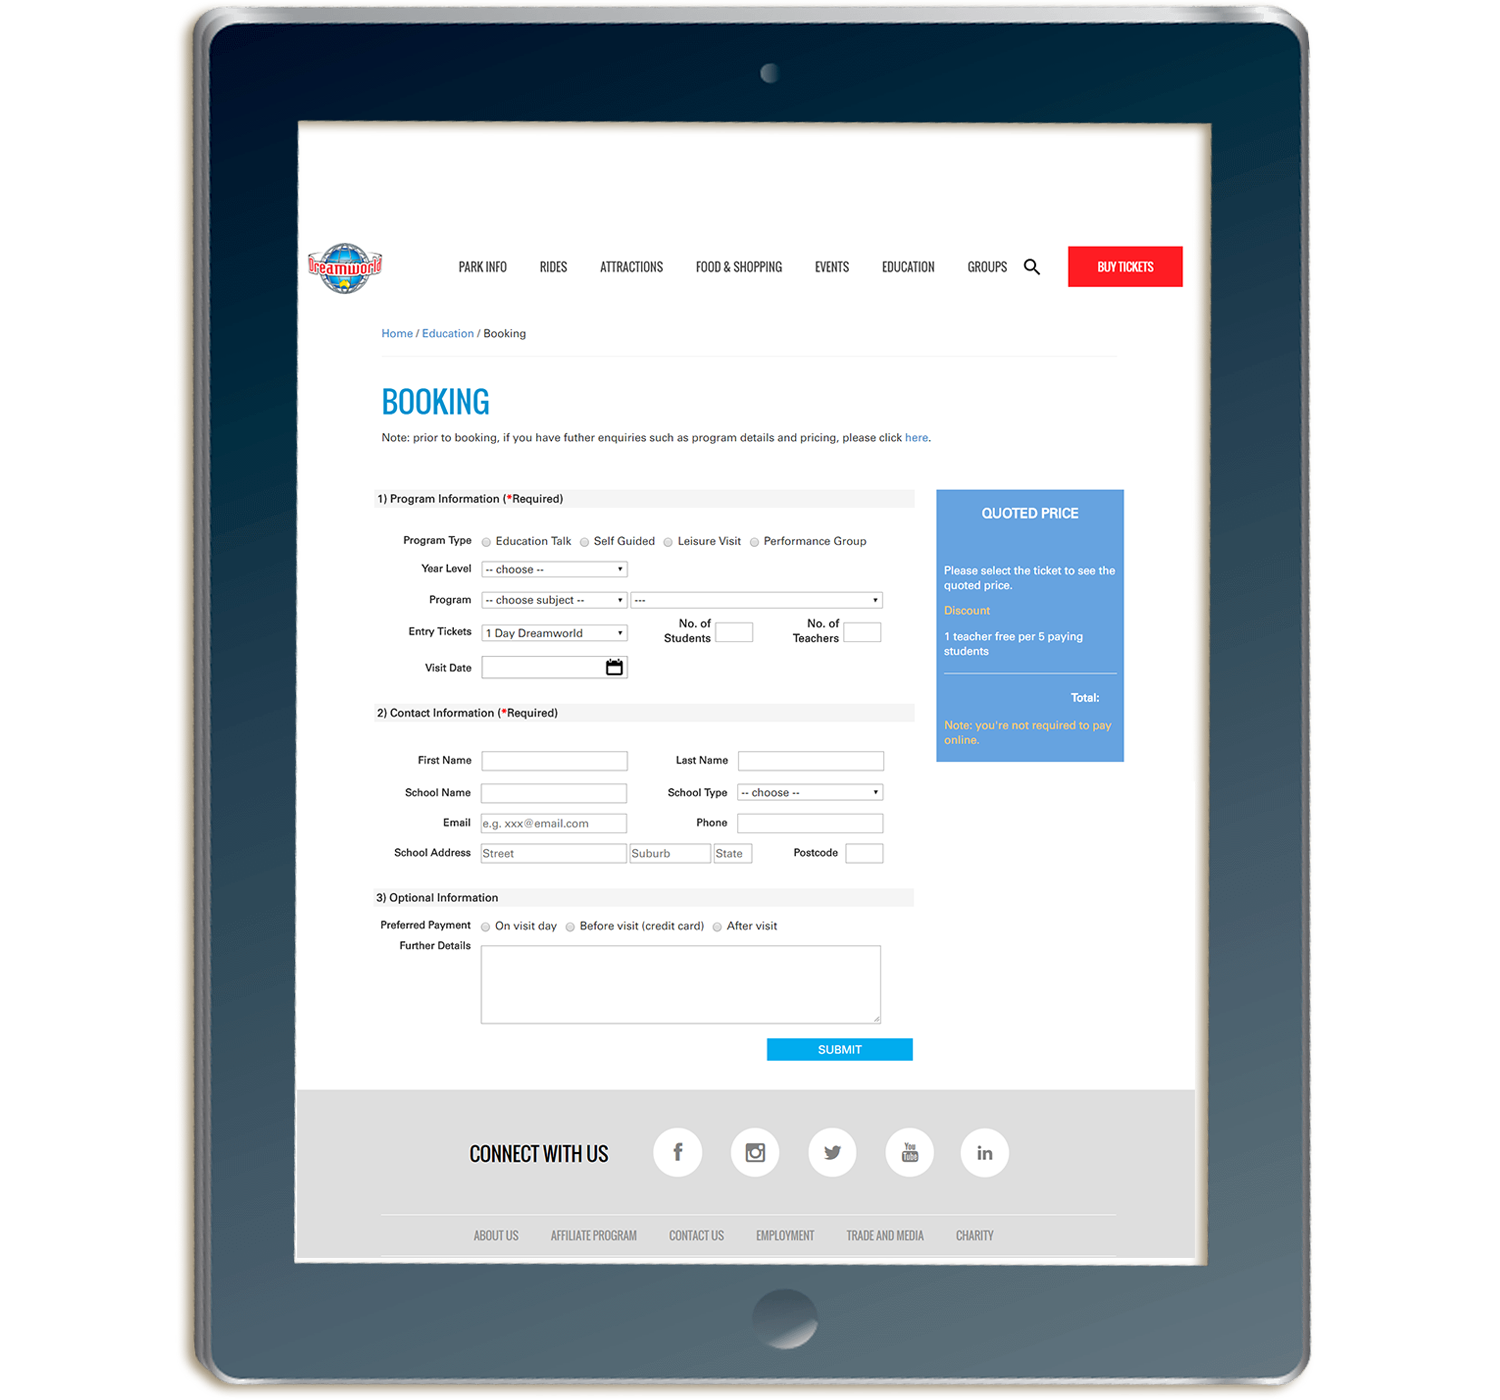 Dreamworld
PARK INFO RIDES ATTRACTIONS FOOD & SHOPPING EVENTS EDUCATION GROUPS BUY TICKETS
Home / Education / Booking
BOOKING
Note: prior to booking, if you have futher enquiries such as program details and pricing, please click here.
1) Program Information (*Required)
Program Type Education Talk Self Guided Leisure Visit Performance Group
Year Level -- choose --
Program -- choose subject -- ---
Entry Tickets 1 Day Dreamworld No. of Students No. of Teachers
Visit Date
QUOTED PRICE
Please select the ticket to see the
quoted price.
Discount
1 teacher free per 5 paying
students
Total:
Note: you're not required to pay
online.
2) Contact Information (*Required)
First Name Last Name
School Name School Type -- choose --
Email e.g. xxx@email.com Phone
School Address Street Suburb State Postcode
3) Optional Information
Preferred Payment On visit day Before visit (credit card) After visit
Further Details
SUBMIT
CONNECT WITH US f You Tube in
ABOUT US AFFILIATE PROGRAM CONTACT US EMPLOYMENT TRADE AND MEDIA CHARITY